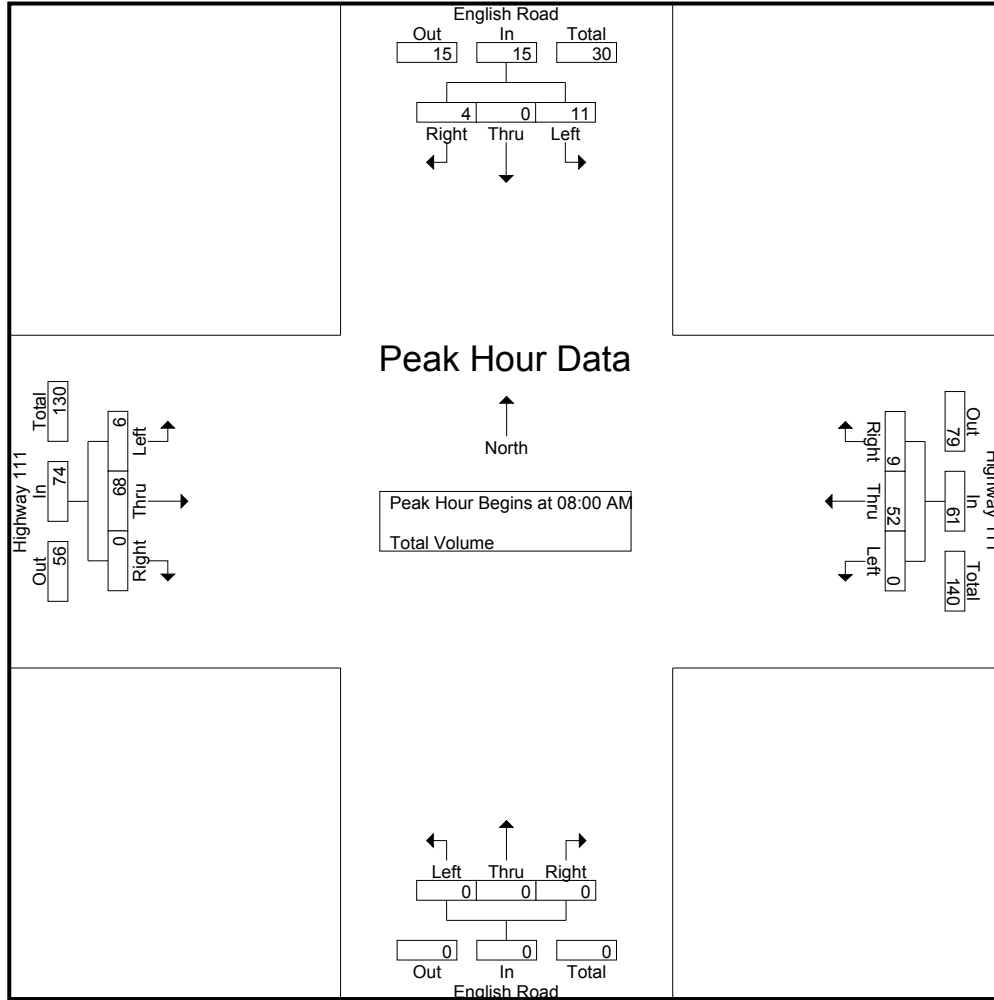 English Road
Out In Total
15 15 30
4 0 11
Right Thru Left
Peak Hour Data
North
Peak Hour Begins at 08:00 AM
Total Volume
Highway 111
Total In Out
130 74 56
6 68 0
Left Thru Right
Highway 111
Out In Total
79 61 140
9 52 0
Right Thru Left
Left Thru Right
0 0 0
0 0 0
Out In Total
English Road